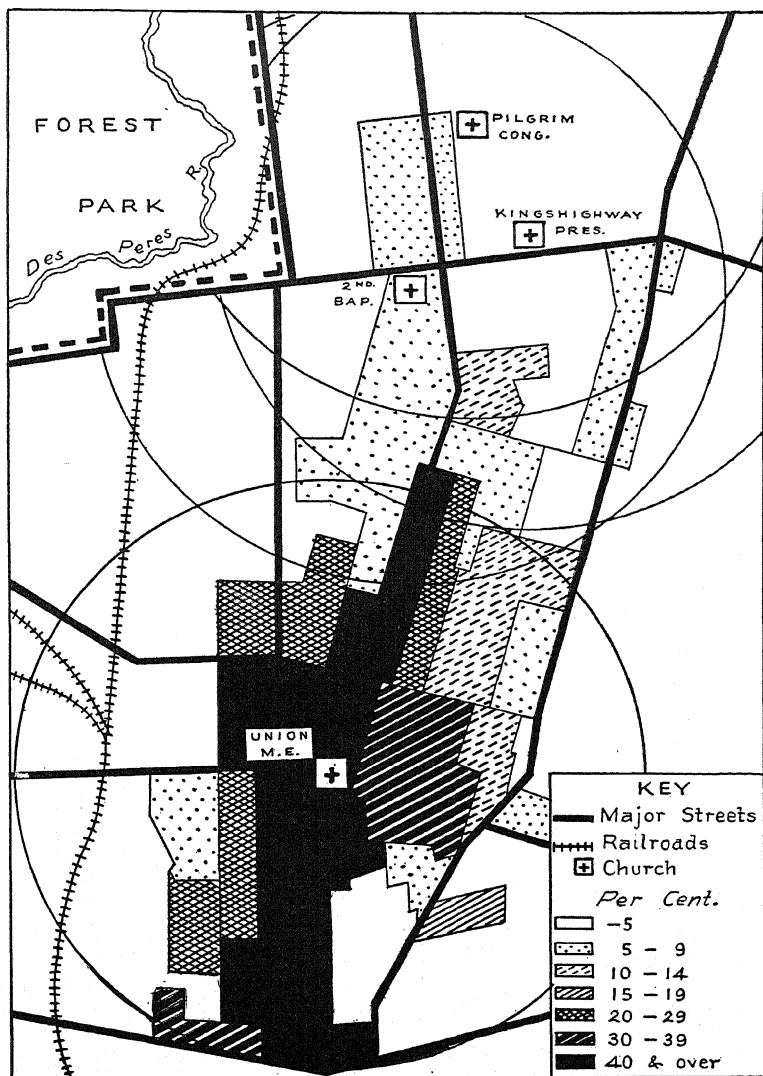 FOREST
PARK
Des Peres R.
PILGRIM
CONG.
KINGSHIGHWAY
PRES.
2ND.
BAP.
UNION
M.E.
KEY
Major Streets
Railroads
Church
Per Cent.
-5
5 - 9
10 - 14
15 - 19
20 - 29
30 - 39
40 & over